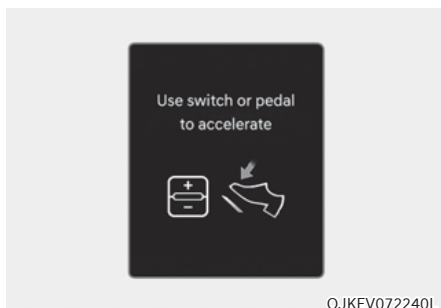 Use switch or pedal
to accelerate
+
−
OJKEV072240L